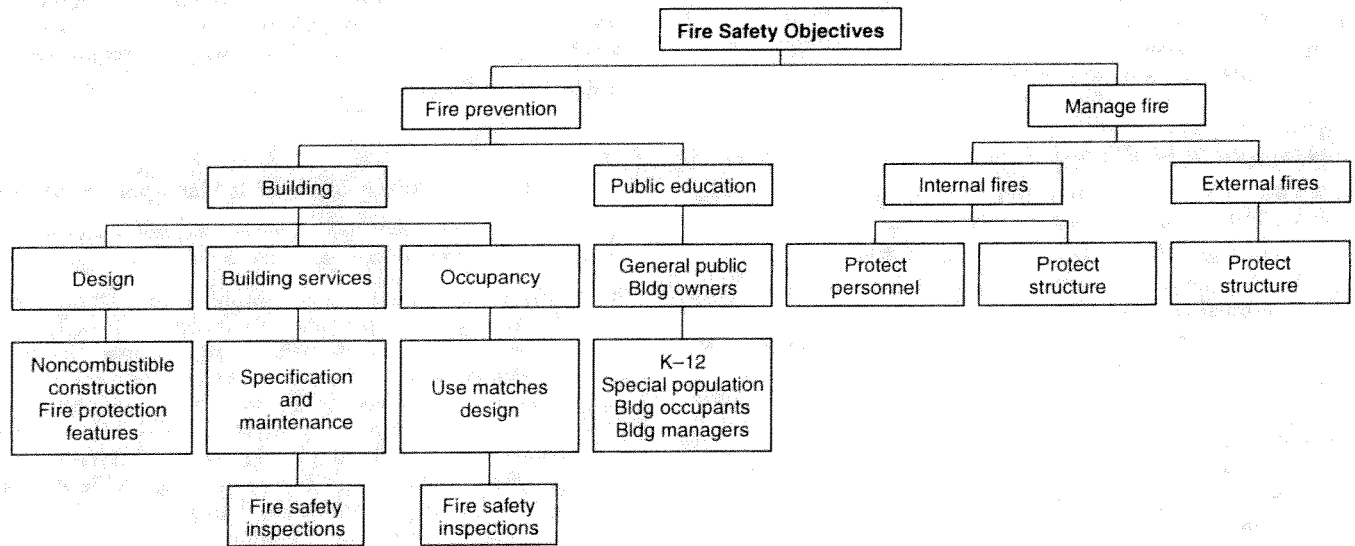 Fire Safety Objectives
Fire prevention
Manage fire
Building
Public education
Internal fires
External fires
Design
Building services
Occupancy
General public
Bldg owners
Protect
personnel
Protect
structure
Protect
structure
Noncombustible
construction
Fire protection
features
Specification
and
maintenance
Use matches
design
K–12
Special population
Bldg occupants
Bldg managers
Fire safety
inspections
Fire safety
inspections